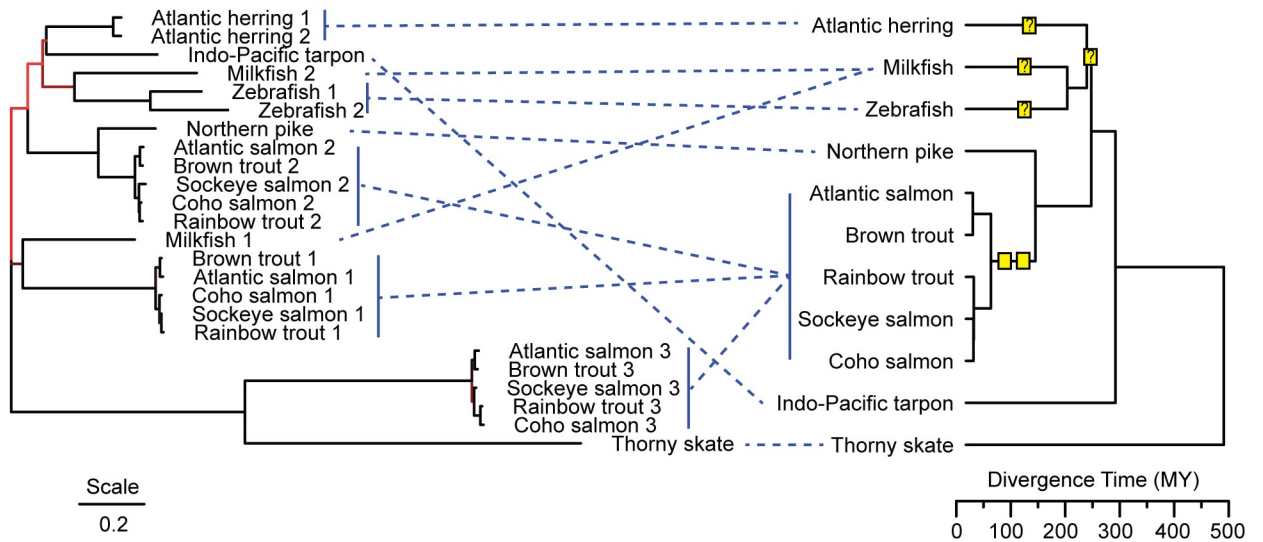 Atlantic herring 1
Atlantic herring 2
Indo-Pacific tarpon
Milkfish 2
Zebrafish 1
Zebrafish 2
Northern pike
Atlantic salmon 2
Brown trout 2
Sockeye salmon 2
Coho salmon 2
Rainbow trout 2
Milkfish 1
Brown trout 1
Atlantic salmon 1
Coho salmon 1
Sockeye salmon 1
Rainbow trout 1
Atlantic salmon 3
Brown trout 3
Sockeye salmon 3
Rainbow trout 3
Coho salmon 3
Thorny skate
Scale
0.2
Atlantic herring
?
?
Milkfish
?
Zebrafish
?
Northern pike
Atlantic salmon
Brown trout
Rainbow trout
Sockeye salmon
Coho salmon
Indo-Pacific tarpon
Thorny skate
Divergence Time (MY)
0 100 200 300 400 500